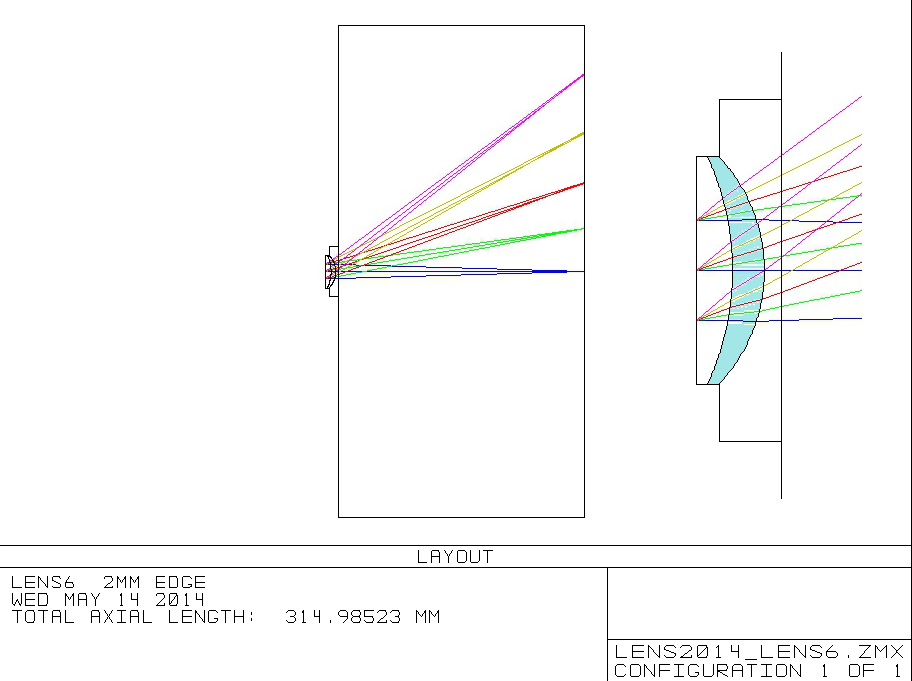 LAYOUT
LENS6  2MM EDGE
WED MAY 14 2014
TOTAL AXIAL LENGTH:  314.98523 MM
LENS2014_LENS6.ZMX
CONFIGURATION 1 OF 1